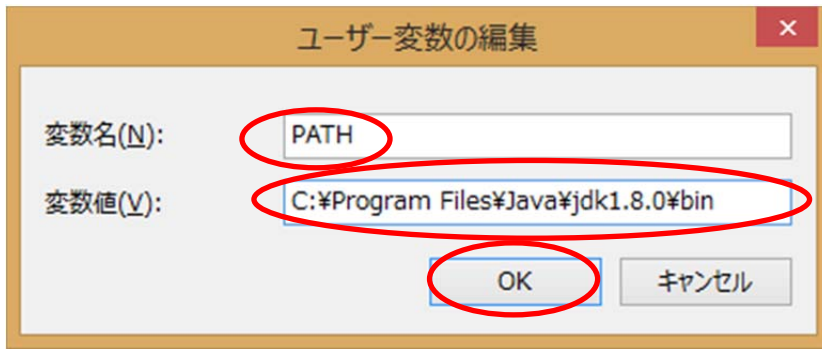 ユーザー変数の編集
×
変数名(N): PATH
変数値(V): C:¥Program Files¥Java¥jdk1.8.0¥bin
OK キャンセル